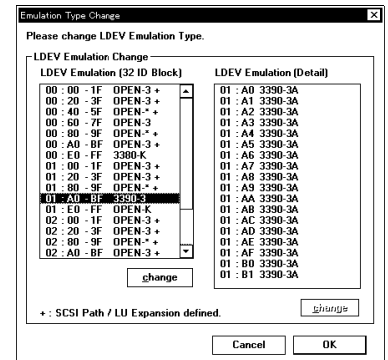 Emulation Type Change
Please change LDEV Emulation Type.
LDEV Emulation Change
LDEV Emulation (32 ID Block)
00 : 00 - 1F OPEN-3 +
00 : 20 - 3F OPEN-3 +
00 : 40 - 5F OPEN-* +
00 : 60 - 7F OPEN-3
00 : 80 - 9F OPEN-* +
00 : A0 - BF OPEN-3 +
00 : E0 - FF 3380-K
01 : 00 - 1F OPEN-3 +
01 : 20 - 3F OPEN-3 +
01 : 80 - 9F OPEN-* +
01 : A0 - BF 3390-3
01 : E0 - FF OPEN-K
02 : 00 - 1F OPEN-3 +
02 : 20 - 3F OPEN-3 +
02 : 80 - 9F OPEN-* +
02 : A0 - BF OPEN-3 +
change
+ : SCSI Path / LU Expansion defined.
LDEV Emulation (Detail)
01 : A0 3390-3A
01 : A1 3390-3A
01 : A2 3390-3A
01 : A3 3390-3A
01 : A4 3390-3A
01 : A5 3390-3A
01 : A6 3390-3A
01 : A7 3390-3A
01 : A8 3390-3A
01 : A9 3390-3A
01 : AA 3390-3A
01 : AB 3390-3A
01 : AC 3390-3A
01 : AD 3390-3A
01 : AE 3390-3A
01 : AF 3390-3A
01 : B0 3390-3A
01 : B1 3390-3A
change
Cancel
OK